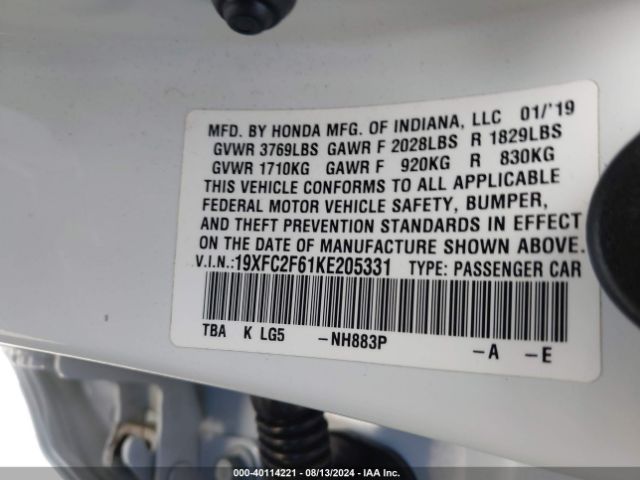 MFD. BY HONDA MFG. OF INDIANA, LLC 01/'19
GVWR 3769LBS GAWR F 2028LBS R 1829LBS
GVWR 1710KG GAWR F 920KG R 830KG
THIS VEHICLE CONFORMS TO ALL APPLICABLE
FEDERAL MOTOR VEHICLE SAFETY, BUMPER,
AND THEFT PREVENTION STANDARDS IN EFFECT
ON THE DATE OF MANUFACTURE SHOWN ABOVE.
V.I.N.:19XFC2F61KE205331 TYPE: PASSENGER CAR
TBA K LG5 -NH883P -A -E
000-40114221 - 08/13/2024 - IAA Inc.